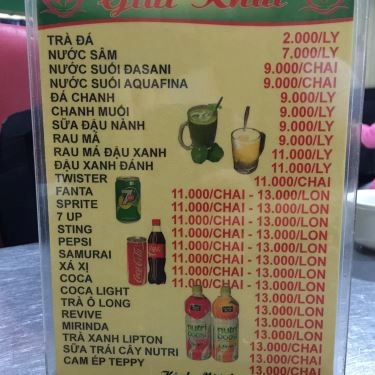 Giải Khát
TRÀ ĐÁ 2.000/LY
NƯỚC SÂM 7.000/LY
NƯỚC SUỐI ĐASANI 9.000/CHAI
NƯỚC SUỐI AQUAFINA 9.000/CHAI
ĐÁ CHANH 9.000/LY
CHANH MUỐI 9.000/LY
SỮA ĐẬU NÀNH 9.000/LY
RAU MÁ 9.000/LY
RAU MÁ ĐẬU XANH 11.000/LY
ĐẬU XANH ĐÁNH 11.000/LY
TWISTER 11.000/CHAI
FANTA 11.000/CHAI - 13.000/LON
SPRITE 11.000/CHAI - 13.000/LON
7 UP 11.000/CHAI - 13.000/LON
STING 11.000/CHAI - 13.000/LON
PEPSI 11.000/CHAI - 13.000/LON
SAMURAI 11.000/CHAI - 13.000/LON
XÁ XỊ 11.000/CHAI - 13.000/LON
COCA 11.000/CHAI - 13.000/LON
COCA LIGHT 13.000/LON
TRÀ Ô LONG 13.000/CHAI
REVIVE 13.000/CHAI
MIRINDA 13.000/CHAI
TRÀ XANH LIPTON 13.000/CHAI
SỮA TRÁI CÂY NUTRI 13.000/CHAI
CAM ÉP TEPPY 13.000/CHAI